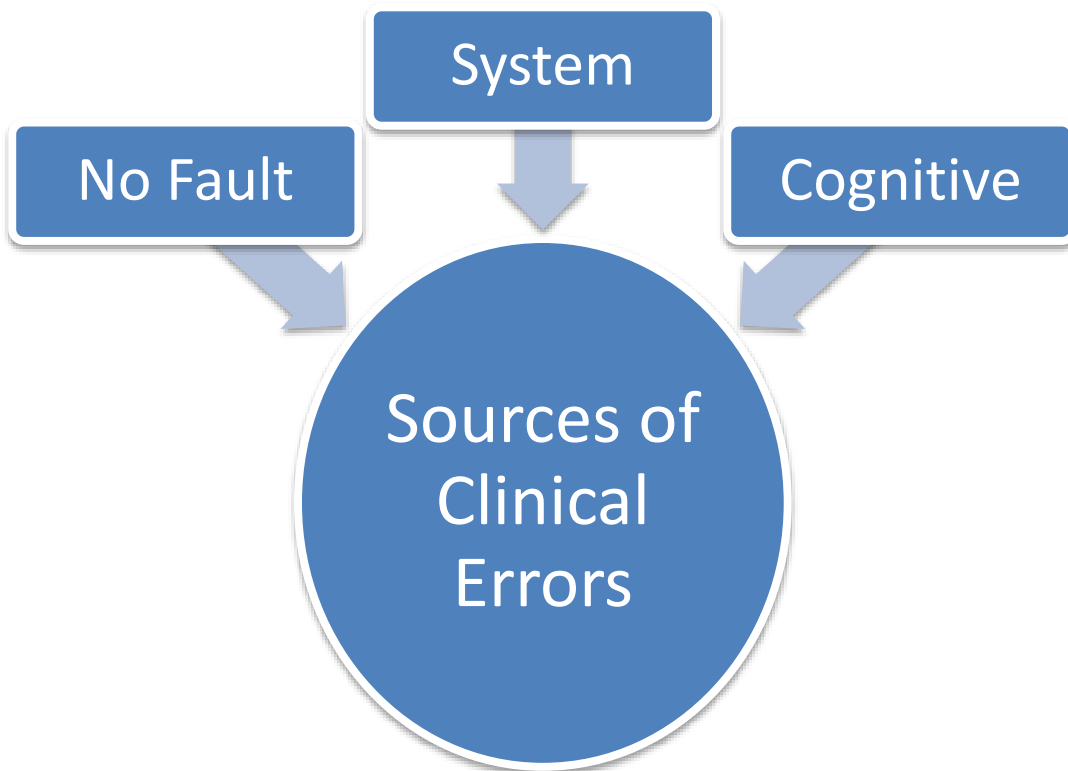 System
No Fault
Cognitive
Sources of
Clinical
Errors